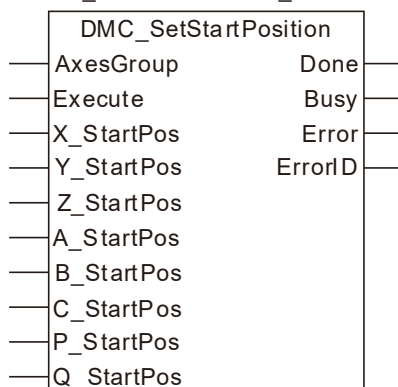 DMC_SetStartPosition
AxesGroup Done
Execute Busy
X_StartPos Error
Y_StartPos ErrorID
Z_StartPos
A_StartPos
B_StartPos
C_StartPos
P_StartPos
Q_StartPos